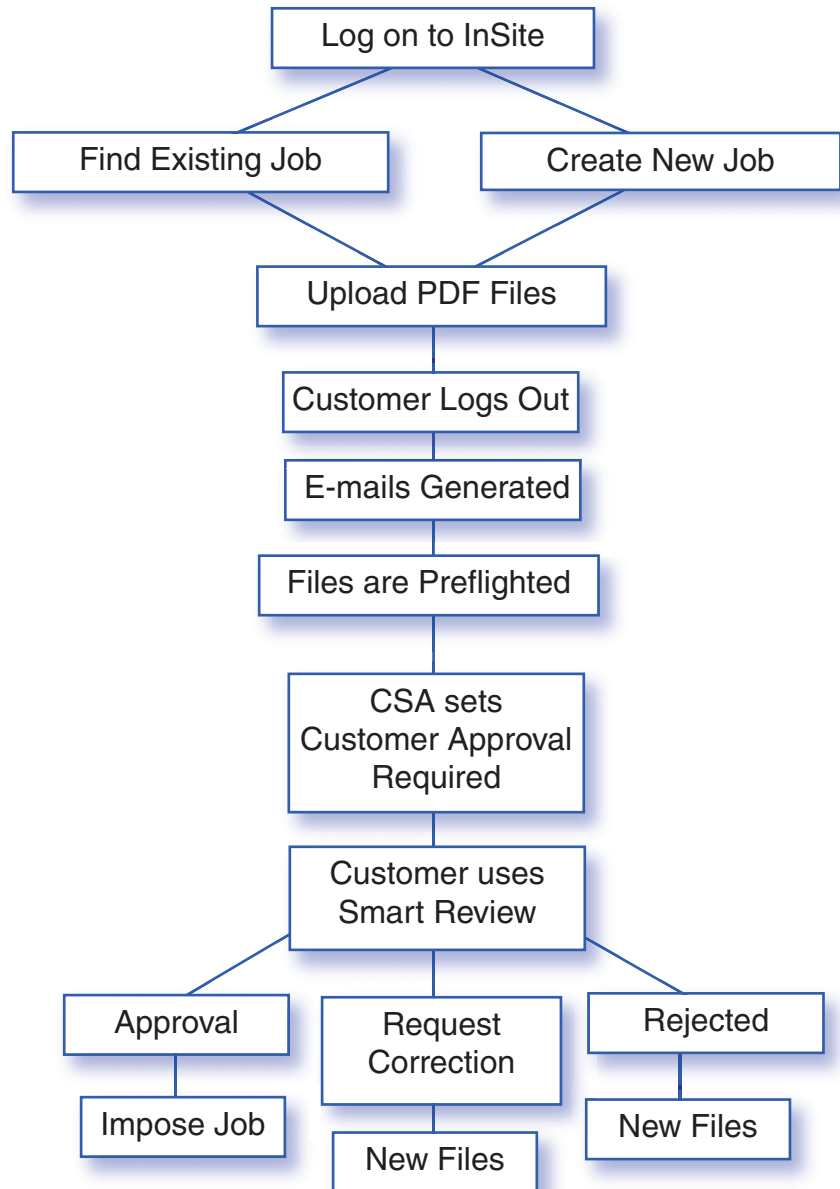 Log on to InSite
Find Existing Job
Create New Job
Upload PDF Files
Customer Logs Out
E-mails Generated
Files are Preflighted
CSA sets
Customer Approval
Required
Customer uses
Smart Review
Approval
Request
Correction
Rejected
Impose Job
New Files
New Files